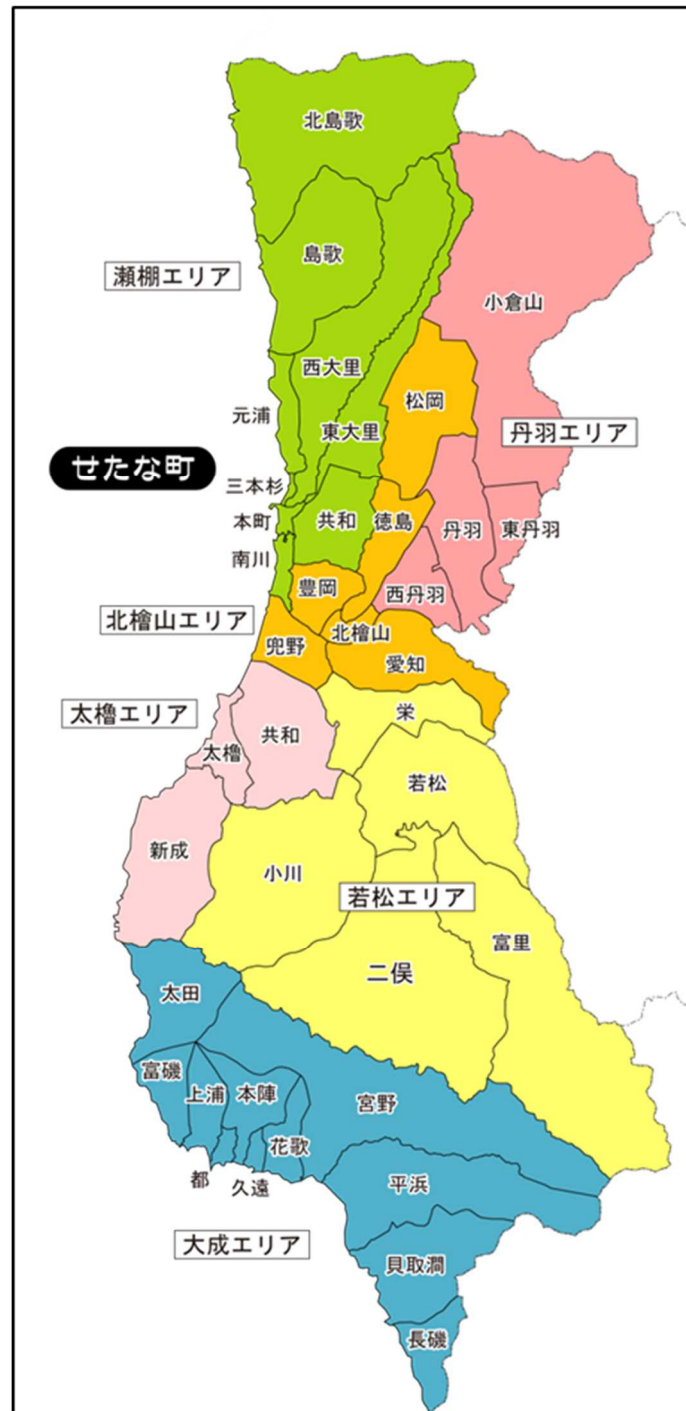 北島歌
島歌
瀬棚エリア
小倉山
西大里
松岡
元浦
東大里
丹羽エリア
せたな町
三本杉
本町
共和
徳島
丹羽
東丹羽
南川
豊岡
西丹羽
北檜山エリア
北檜山
兜野
愛知
太櫓エリア
栄
太櫓
共和
若松
新成
小川
若松エリア
富里
二俣
太田
富磯
上浦
本陣
宮野
花歌
都
久遠
平浜
大成エリア
貝取澗
長磯